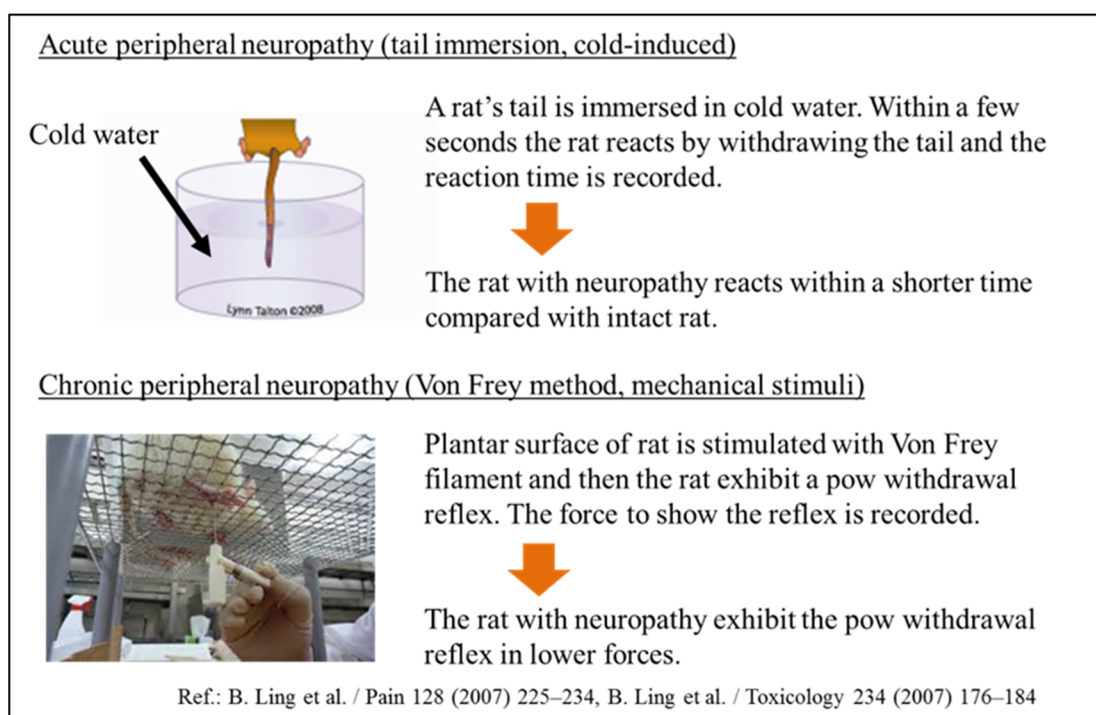 Acute peripheral neuropathy (tail immersion, cold-induced)
Cold water
A rat's tail is immersed in cold water. Within a few
seconds the rat reacts by withdrawing the tail and the
reaction time is recorded.
The rat with neuropathy reacts within a shorter time
compared with intact rat.
Lynn Talton ©2008
Chronic peripheral neuropathy (Von Frey method, mechanical stimuli)
Plantar surface of rat is stimulated with Von Frey
filament and then the rat exhibit a pow withdrawal
reflex. The force to show the reflex is recorded.
The rat with neuropathy exhibit the pow withdrawal
reflex in lower forces.
Ref.: B. Ling et al. / Pain 128 (2007) 225–234, B. Ling et al. / Toxicology 234 (2007) 176–184